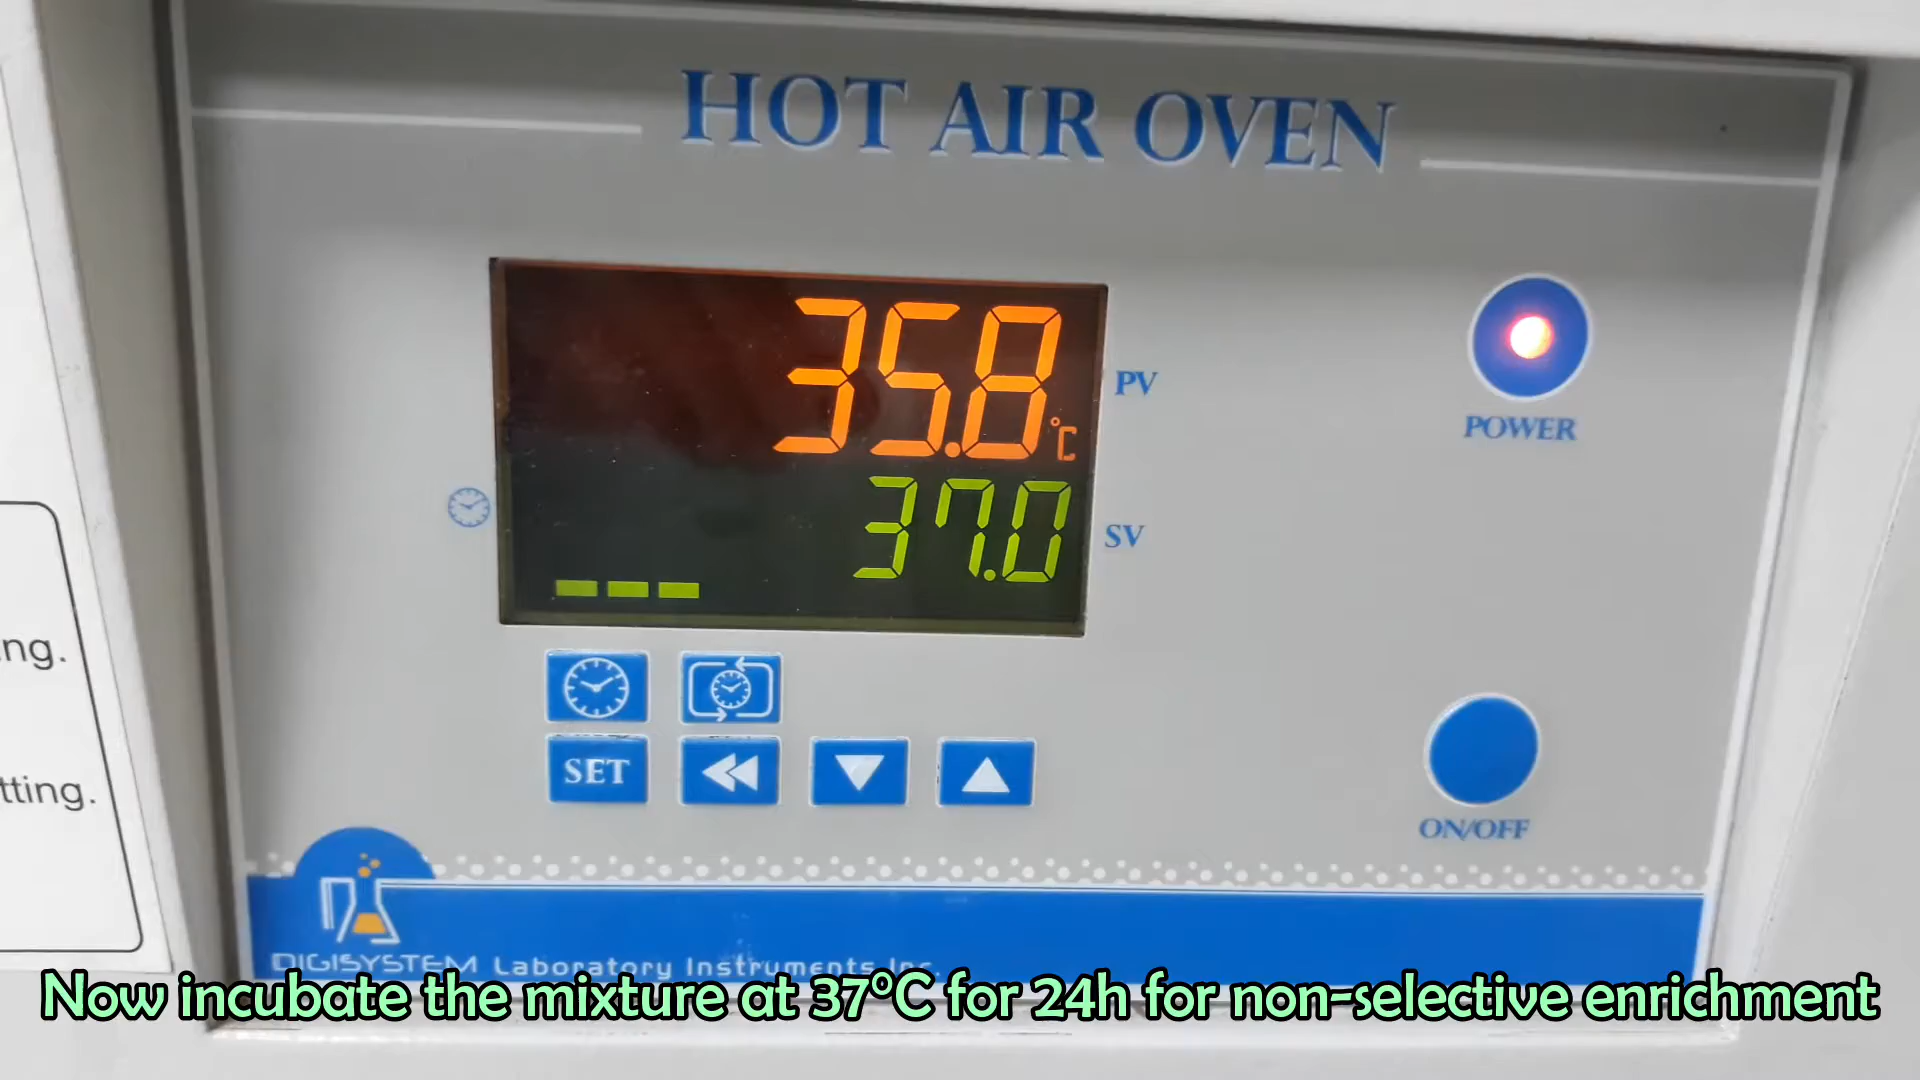 HOT AIR OVEN
35.8 °C PV
37.0 SV
POWER
ng.
tting.
SET
ON/OFF
DIGISYSTEM Laboratory Instruments Inc.
Now incubate the mixture at 37°C for 24h for non-selective enrichment